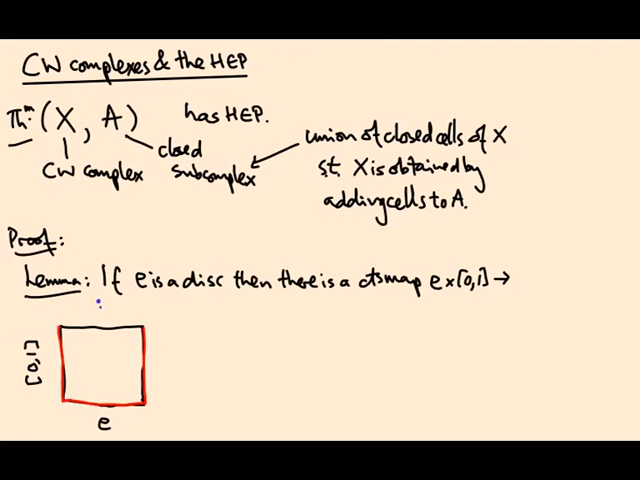 CW complexes & the HEP
Thm: (X, A) has HEP.
CW complex
closed subcomplex
union of closed cells of X
st. X is obtained by
adding cells to A.
Proof:
Lemma: If e is a disc then there is a cts map e × [0,1] →
[0,1]
e